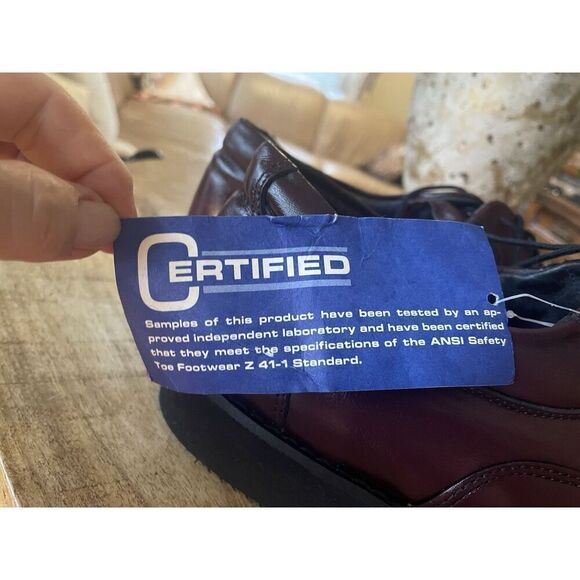 CERTIFIED
Samples of this product have been tested by an ap-
proved independent laboratory and have been certified
that they meet the specifications of the ANSI Safety
Toe Footwear Z 41-1 Standard.